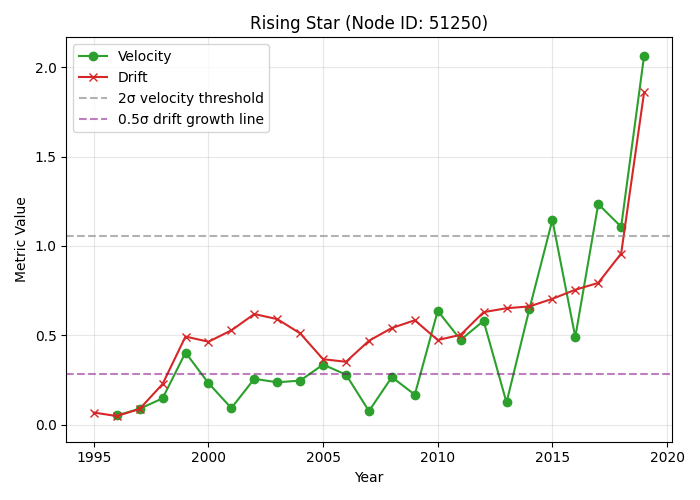 Rising Star (Node ID: 51250)
Velocity
Drift
2σ velocity threshold
0.5σ drift growth line
Metric Value
2.0
1.5
1.0
0.5
0.0
1995 2000 2005 2010 2015 2020
Year